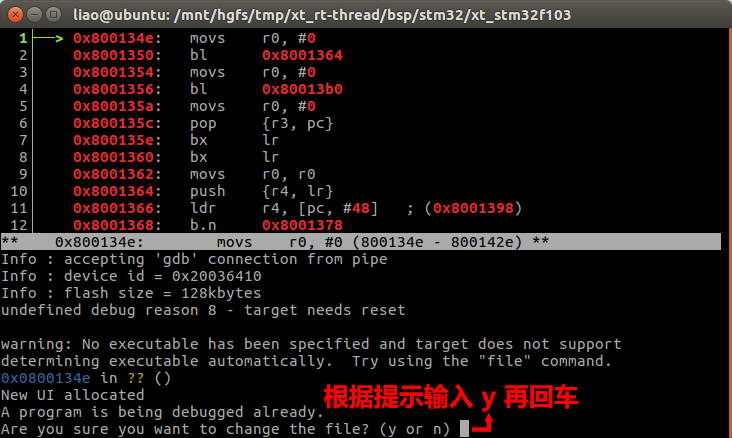 liao@ubuntu: /mnt/hgfs/tmp/xt_rt-thread/bsp/stm32/xt_stm32f103
1 ──> 0x800134e: movs r0, #0
2 0x8001350: bl 0x8001364
3 0x8001354: movs r0, #0
4 0x8001356: bl 0x80013b0
5 0x800135a: movs r0, #0
6 0x800135c: pop {r3, pc}
7 0x800135e: bx lr
8 0x8001360: bx lr
9 0x8001362: movs r0, r0
10 0x8001364: push {r4, lr}
11 0x8001366: ldr r4, [pc, #48] ; (0x8001398)
12 0x8001368: b.n 0x8001378
** 0x800134e: movs r0, #0 (800134e - 800142e) **
Info : accepting 'gdb' connection from pipe
Info : device id = 0x20036410
Info : flash size = 128kbytes
undefined debug reason 8 - target needs reset
warning: No executable has been specified and target does not support
determining executable automatically. Try using the "file" command.
0x0800134e in ?? ()
New UI allocated
根据提示输入 y 再回车
A program is being debugged already.
Are you sure you want to change the file? (y or n)